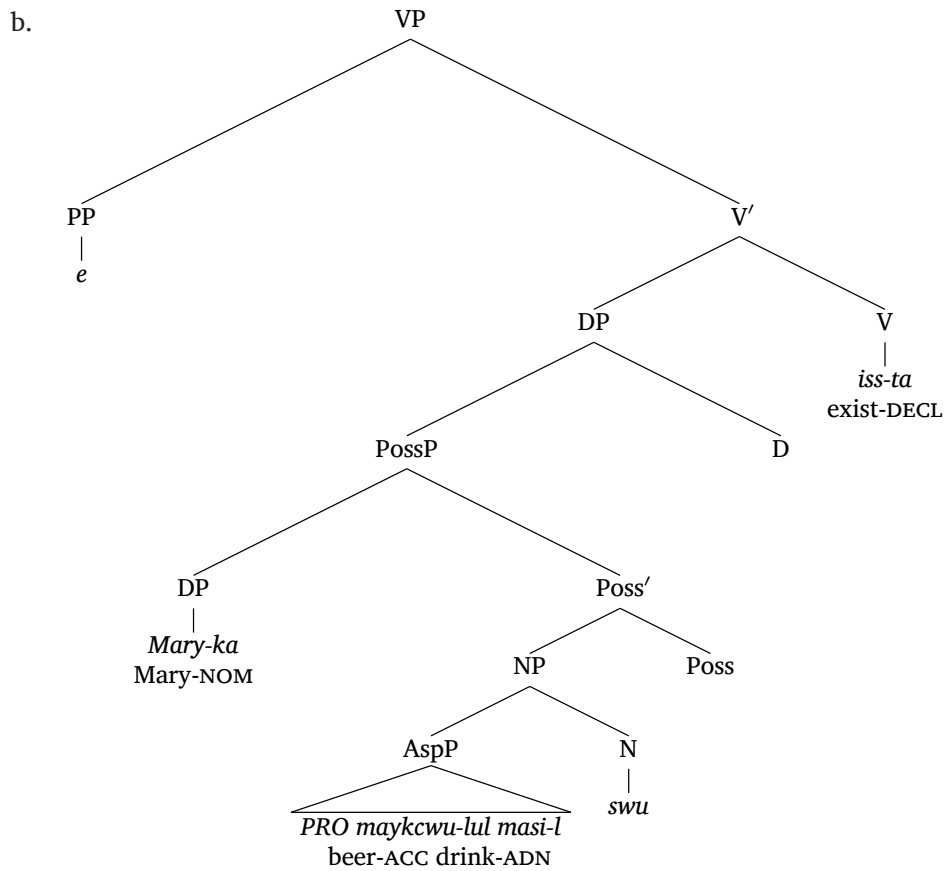 b.
VP
PP
V′
e
DP
V
iss-ta
exist-DECL
PossP
D
DP
Poss′
Mary-ka
Mary-NOM
NP
Poss
AspP
N
swu
PRO maykcwu-lul masi-l
beer-ACC drink-ADN